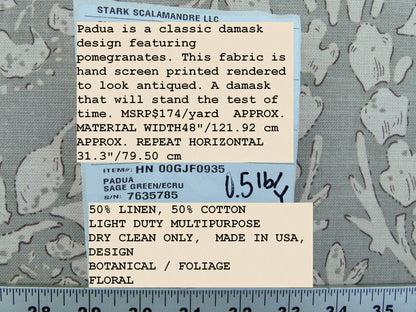 STARK SCALAMANDRE LLC
Padua is a classic damask
design featuring
pomegranates. This fabric is
hand screen printed rendered
to look antiqued. A damask
that will stand the test of
time. MSRP$174/yard  APPROX.
MATERIAL WIDTH48"/121.92 cm
APPROX. REPEAT HORIZONTAL
31.3"/79.50 cm
ITEM#: HN 00GJF0935
PADUA
SAGE GREEN/ECRU
S/N: 7635785
0.5 lb/Y
50% LINEN, 50% COTTON
LIGHT DUTY MULTIPURPOSE
DRY CLEAN ONLY,  MADE IN USA,
DESIGN
BOTANICAL / FOLIAGE
FLORAL
28 29 30 31 32 33 34 35